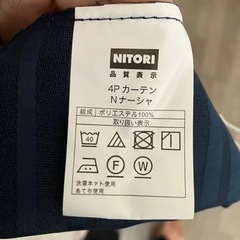 NITORI
品質表示
4P カーテン
Nナーシャ
組成 ポリエステル100%
取り扱い表示
40
F W
洗濯ネット使用
あて布使用